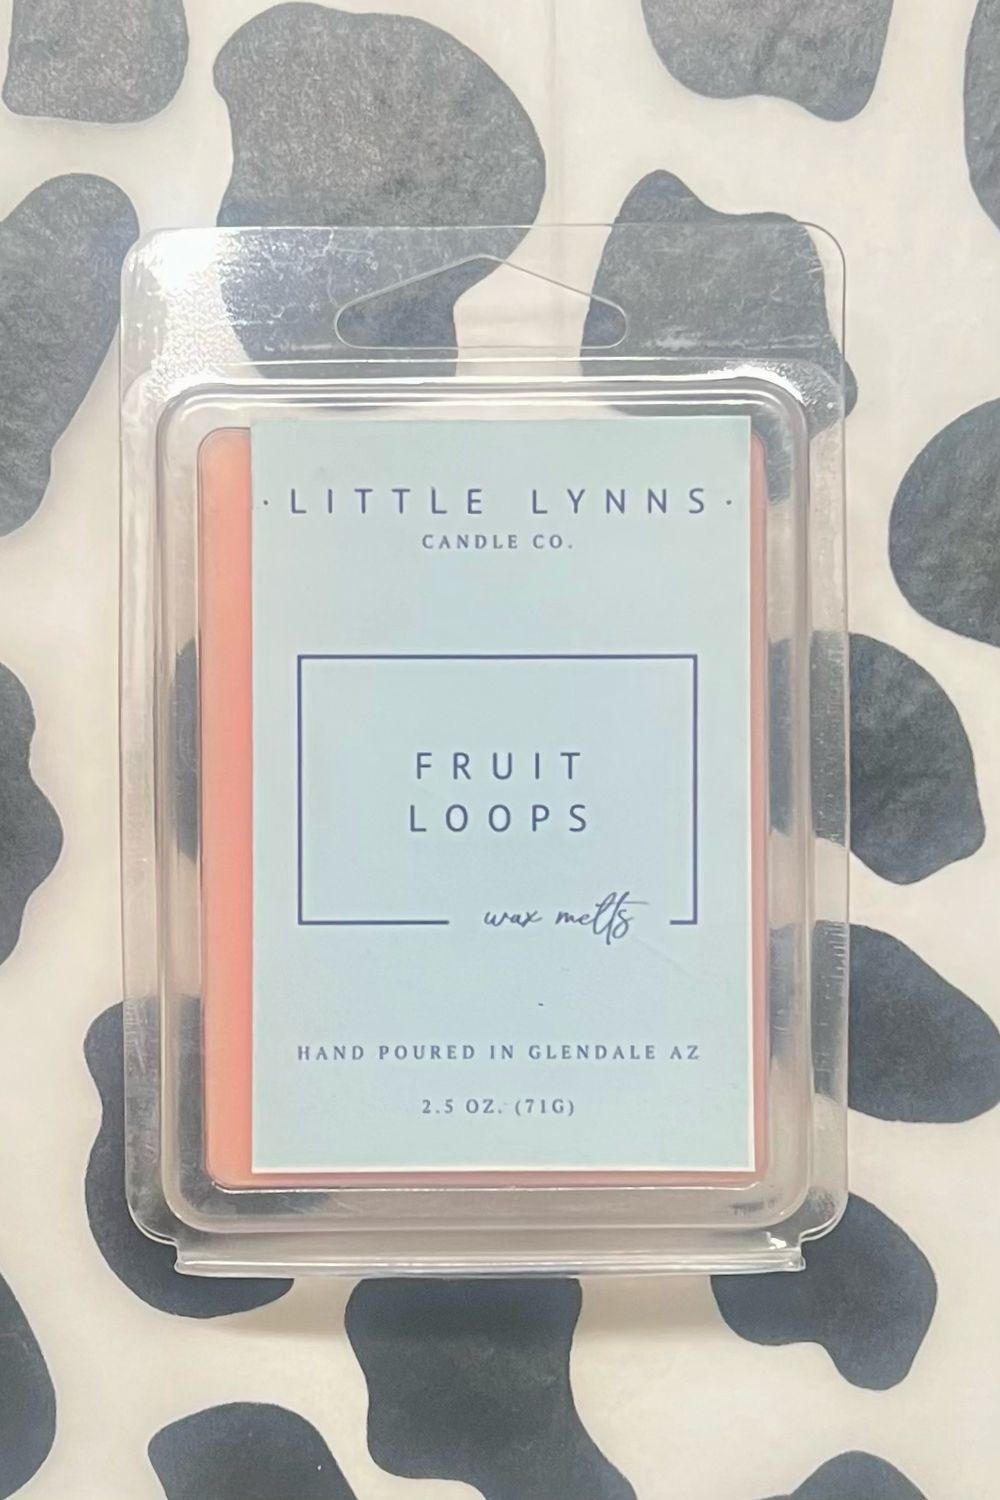 · LITTLE LYNNS ·
CANDLE CO.
FRUIT
LOOPS
wax melts
HAND POURED IN GLENDALE AZ
2.5 OZ. (71G)